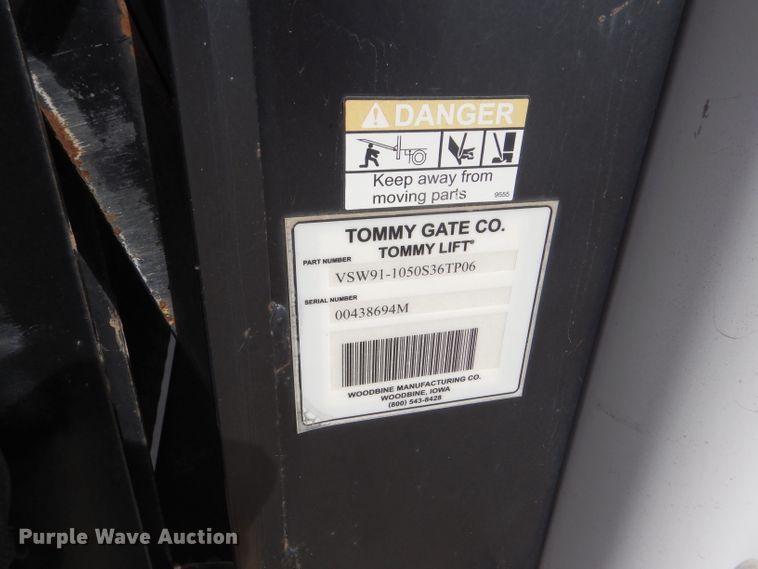 DANGER
Keep away from
moving parts
9555
TOMMY GATE CO.
TOMMY LIFT®
PART NUMBER
VSW91-1050S36TP06
SERIAL NUMBER
00438694M
WOODBINE MANUFACTURING CO.
WOODBINE, IOWA
(800) 543-8428
Purple Wave Auction